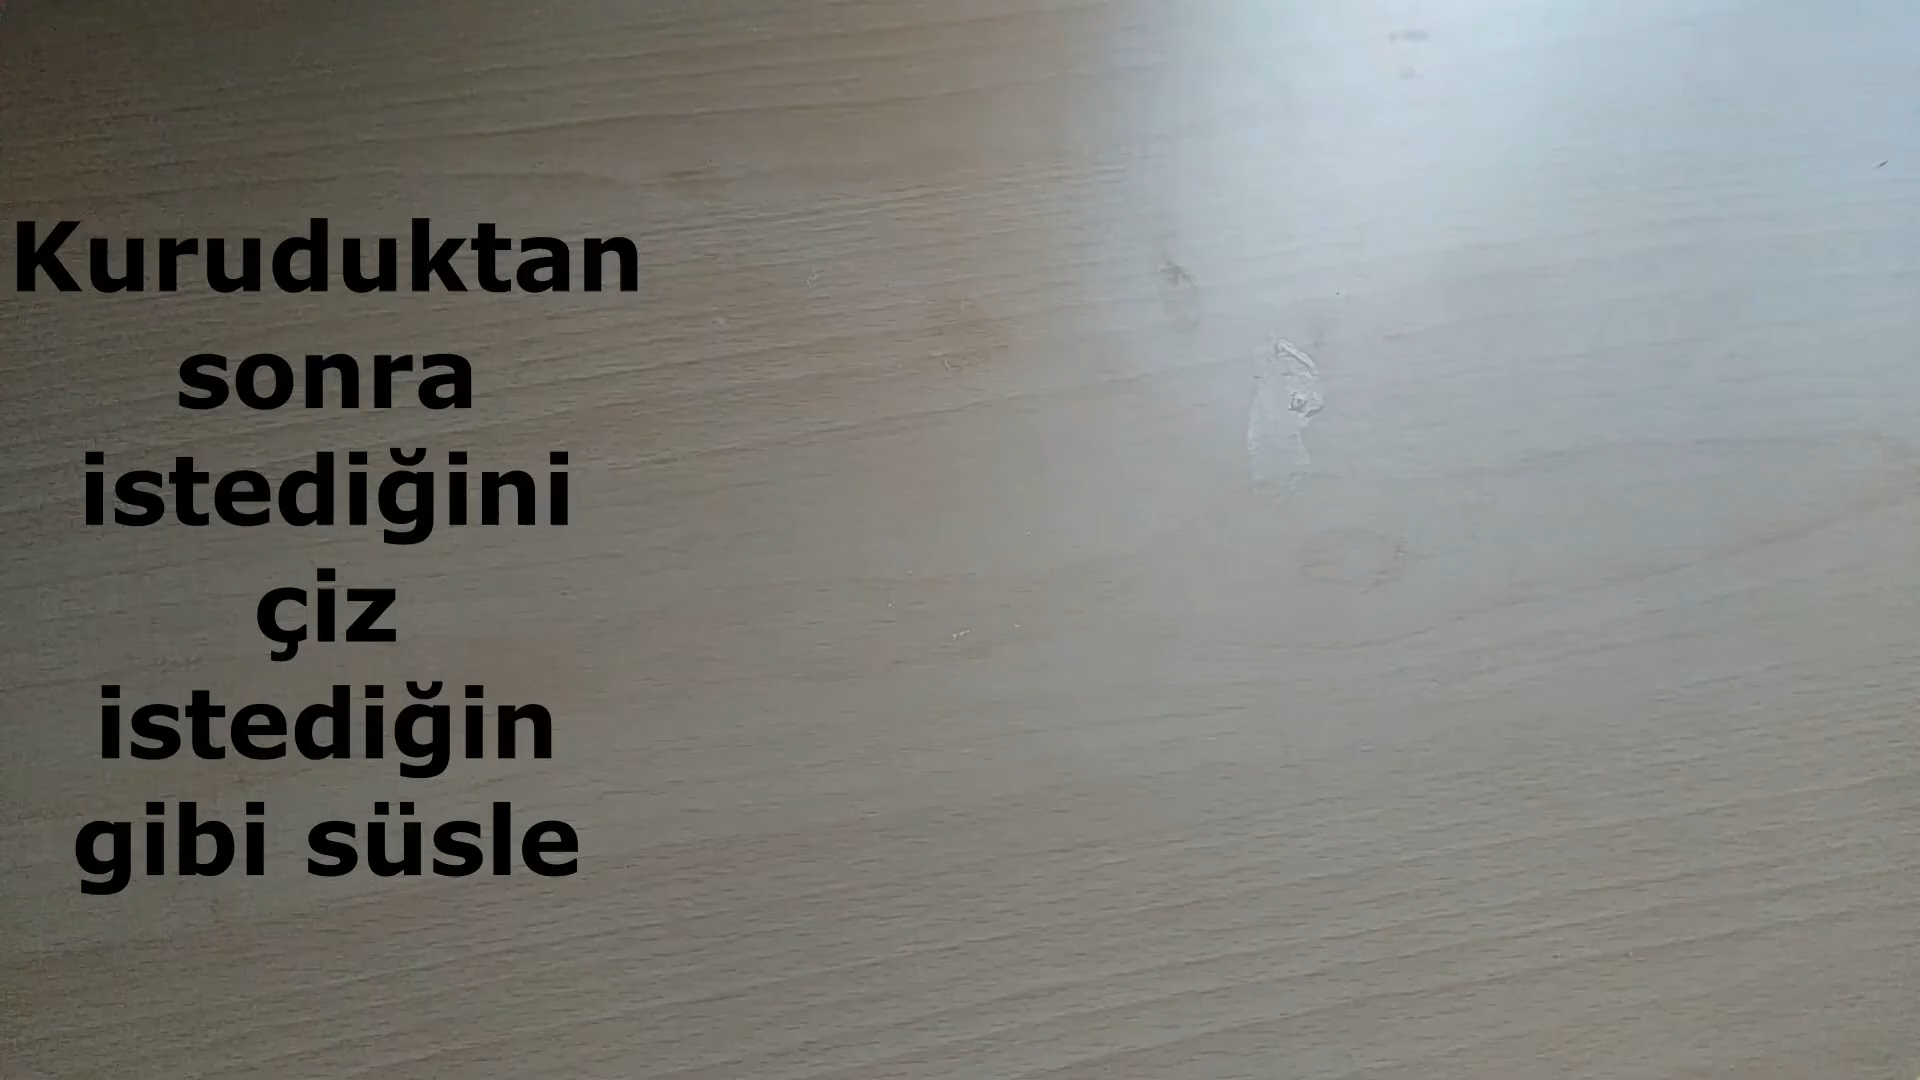 Kuruduktan
sonra
istediğini
çiz
istediğin
gibi süsle